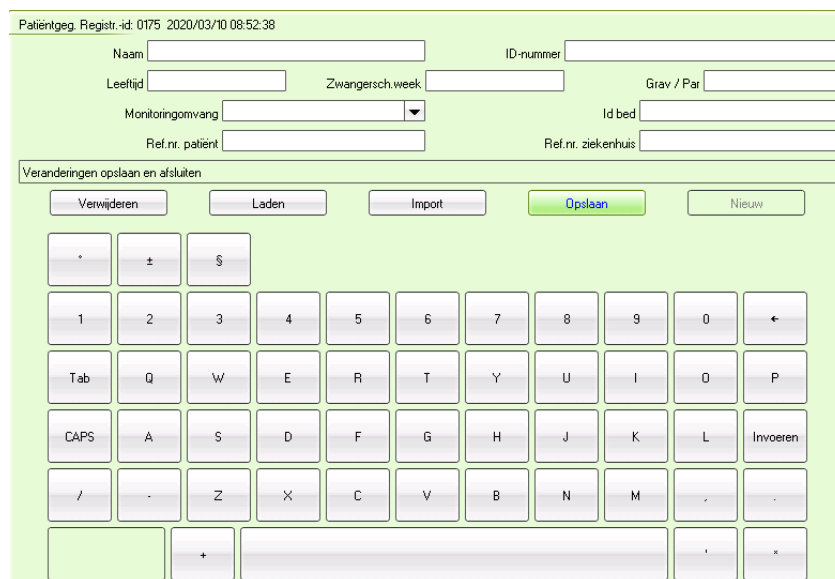 Patiëntgeg. Registr.-id: 0175 2020/03/10 08:52:38
Naam ID-nummer
Leeftijd Zwangersch.week Grav / Par
Monitoringomvang Id bed
Ref.nr. patiënt Ref.nr. ziekenhuis
Veranderingen opslaan en afsluiten
Verwijderen Laden Import Opslaan Nieuw
° ± §
1 2 3 4 5 6 7 8 9 0 ←
Tab Q W E R T Y U I O P
CAPS A S D F G H J K L Invoeren
/ - Z X C V B N M , .
+ ' *